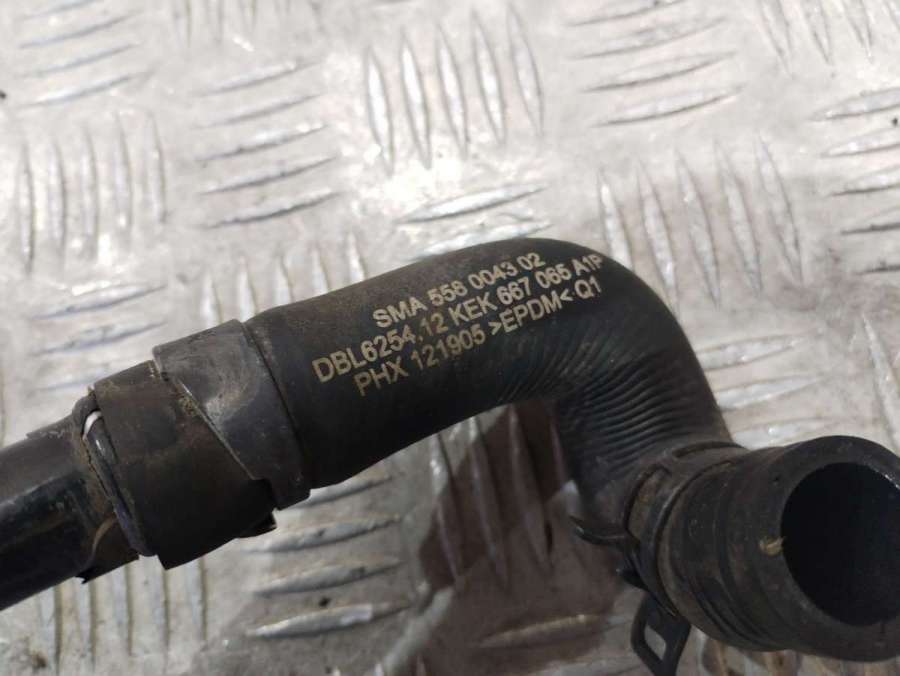 SMA 558 0043 02
DBL6254.12 KEK 667 065 A1P
PHX 121905 >EPDM< Q1